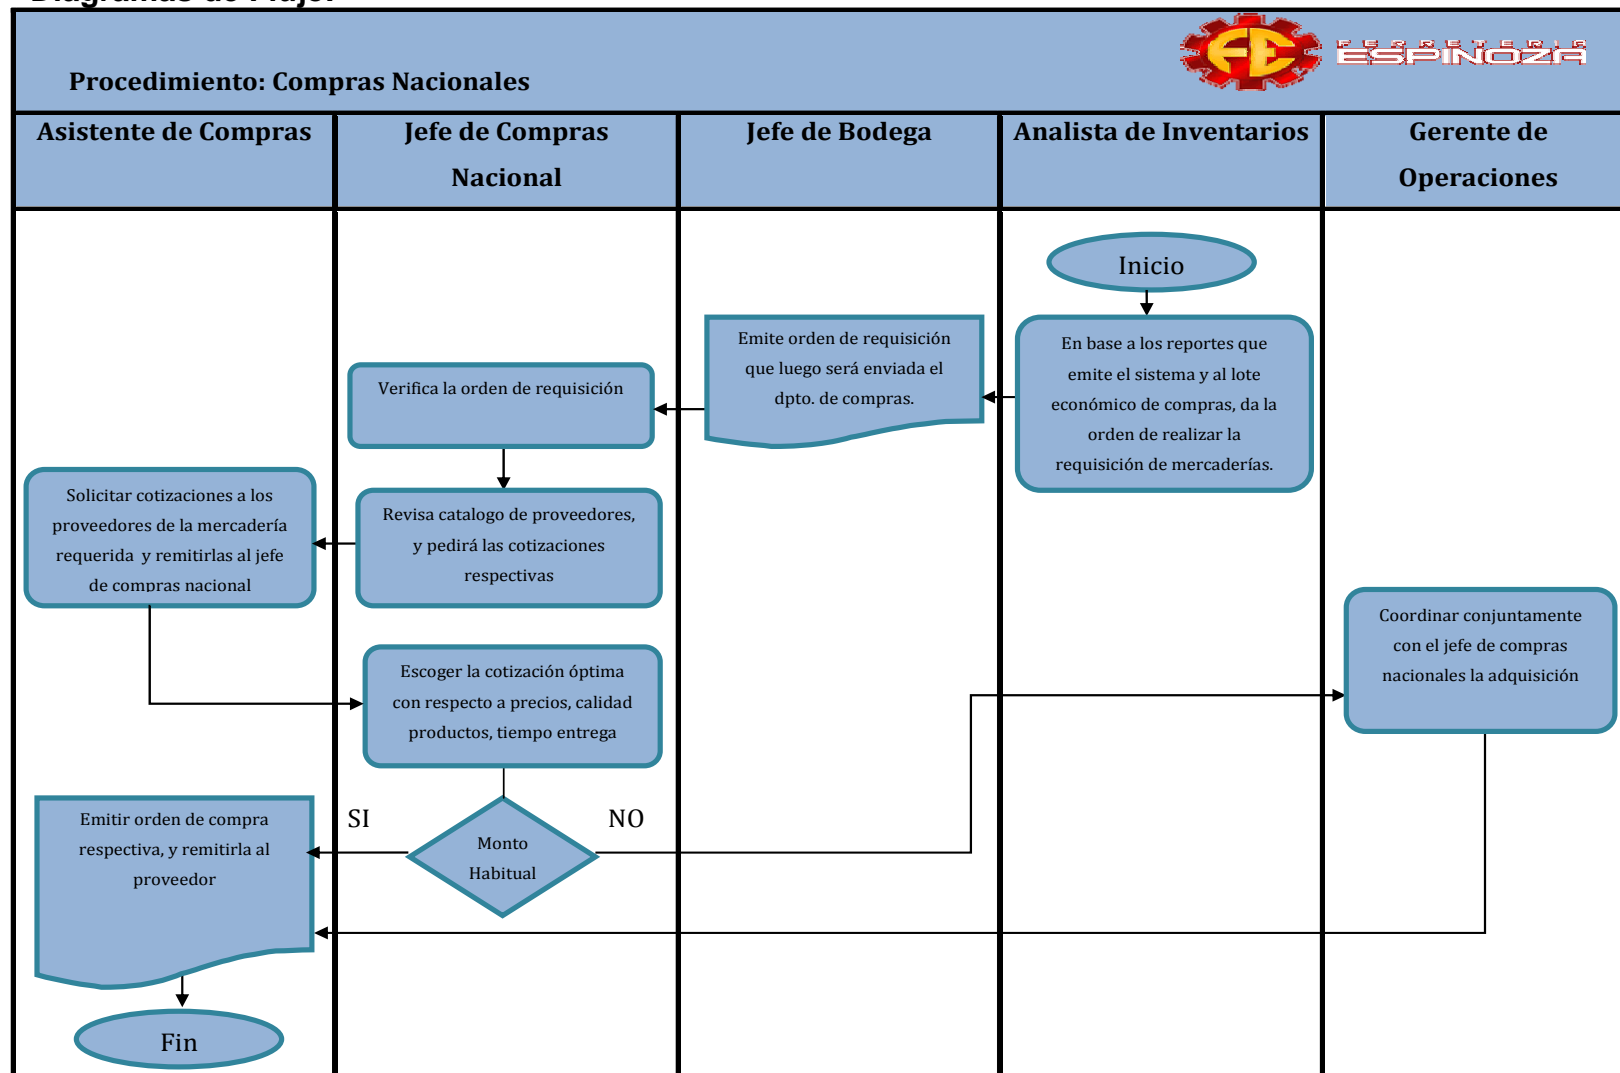 Diagramas de Flujo.
FERRETERIA
ESPINOZA
Procedimiento: Compras Nacionales
Asistente de Compras
Jefe de Compras
Nacional
Jefe de Bodega
Analista de Inventarios
Gerente de
Operaciones
Inicio
En base a los reportes que
emite el sistema y al lote
económico de compras, da la
orden de realizar la
requisición de mercaderías.
Emite orden de requisición
que luego será enviada el
dpto. de compras.
Verifica la orden de requisición
Revisa catalogo de proveedores,
y pedirá las cotizaciones
respectivas
Solicitar cotizaciones a los
proveedores de la mercadería
requerida y remitirlas al jefe
de compras nacional
Escoger la cotización óptima
con respecto a precios, calidad
productos, tiempo entrega
Monto
Habitual
SI
NO
Coordinar conjuntamente
con el jefe de compras
nacionales la adquisición
Emitir orden de compra
respectiva, y remitirla al
proveedor
Fin